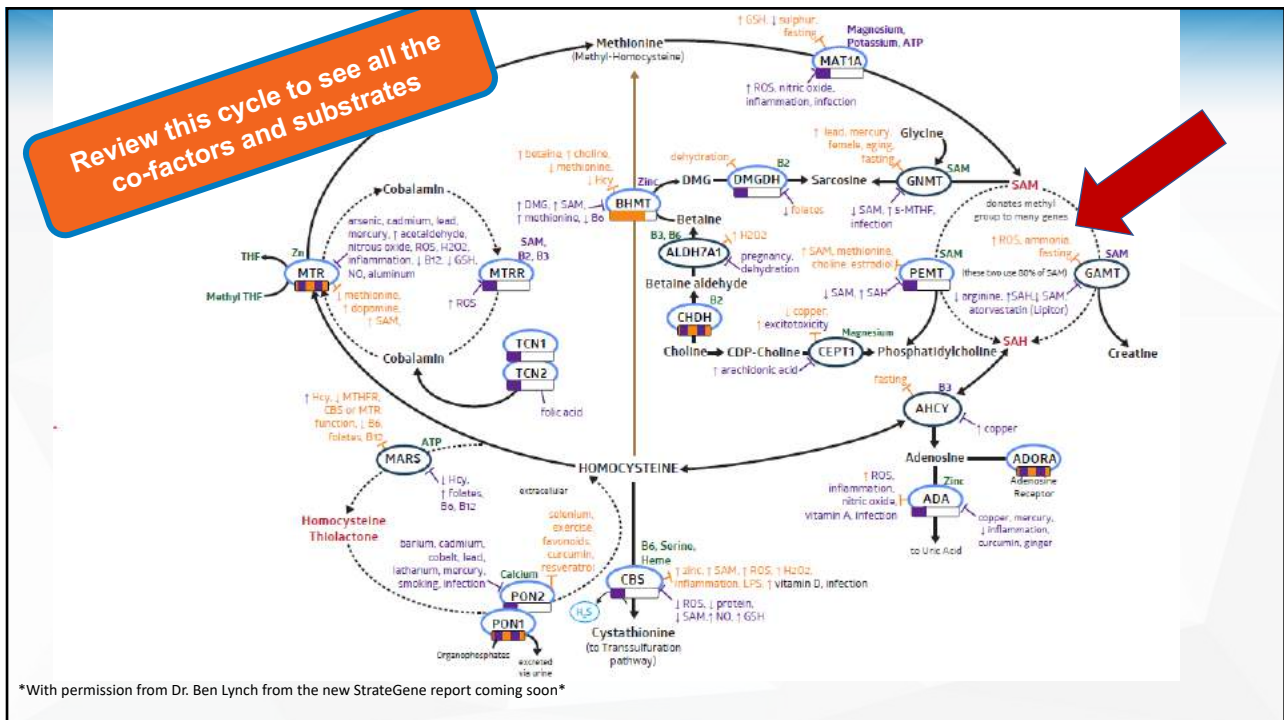 Review this cycle to see all the
co-factors and substrates
Methionine
(Methyl-Homocysteine)
↑ GSH, ↓ sulphur,
fasting
Magnesium,
Potassium, ATP
MAT1A
↑ ROS, nitric oxide,
inflammation, infection
↑ lead, mercury,
female, aging,
fasting
Glycine
SAM
GNMT
↓ SAM, ↑ 5-MTHF,
infection
SAM
donates methyl
group to many genes
dehydration
B2
DMG
DMGDH
Sarcosine
↓ folates
↑ betaine, ↑ choline,
↓ methionine,
↓ Hcy
Zinc
BHMT
↑ DMG, ↑ SAM,
↑ methionine, ↓ B6
Betaine
B3, B6
↑ H2O2
ALDH7A1
pregnancy,
dehydration
Betaine aldehyde
B2
CHDH
Choline
CDP-Choline
↓ copper,
↑ excitotoxicity
Magnesium
CEPT1
↑ arachidonic acid
Phosphatidylcholine
↑ SAM, methionine,
choline, estradiol
SAM
PEMT
↓ SAM, ↑ SAH
(these two use 80% of SAM)
↑ ROS, ammonia,
fasting
SAM
GAMT
↓ arginine, ↑SAH,↓ SAM,
atorvastatin (Lipitor)
Creatine
SAH
Cobalamin
arsenic, cadmium, lead,
mercury, ↑ acetaldehyde,
nitrous oxide, ROS, H2O2,
inflammation, ↓ B12, ↓ GSH,
NO, aluminum
THF
Zn
MTR
Methyl THF
↓ methionine,
↑ dopamine,
↑ SAM,
SAM,
B2, B3
MTRR
↑ ROS
Cobalamin
TCN1
TCN2
folic acid
fasting
B3
AHCY
↑ copper
Adenosine
ADORA
Adenosine
Receptor
↑ ROS,
inflammation,
nitric oxide,
vitamin A, infection
Zinc
ADA
copper, mercury,
↓ inflammation,
curcumin, ginger
to Uric Acid
↑ Hcy, ↓ MTHFR,
CBS or MTR
function, ↓ B6,
folates, B12
ATP
MARS
↓ Hcy,
↑ folates,
B6, B12
HOMOCYSTEINE
extracellular
Homocysteine
Thiolactone
selenium,
exercise,
favonoids,
curcumin,
resveratrol
barium, cadmium,
cobalt, lead,
lathanum, mercury,
smoking, infection
Calcium
PON2
PON1
Organophosphates
excreted
via urine
B6, Serine,
Heme
CBS
↑ zinc, ↑ SAM, ↑ ROS, ↑ H2O2,
inflammation, LPS, ↑ vitamin D, infection
↓ ROS, ↓ protein,
↓ SAM,↑ NO, ↑ GSH
H₂S
Cystathionine
(to Transsulfuration
pathway)
*With permission from Dr. Ben Lynch from the new StrateGene report coming soon*